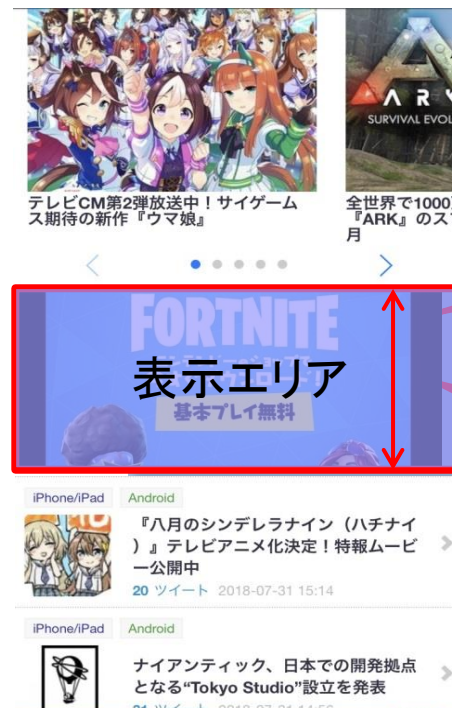 テレビCM第2弾放送中！サイゲーム
ス期待の新作『ウマ娘』
ARK
SURVIVAL EVOL
全世界で1000
『ARK』のス
月
FORTNITE
表示エリア
基本プレイ無料
iPhone/iPad Android
『八月のシンデレラナイン（ハチナイ
）』テレビアニメ化決定！特報ムービ
ー公開中
20 ツイート 2018-07-31 15:14
iPhone/iPad Android
ナイアンティック、日本での開発拠点
となる“Tokyo Studio”設立を発表